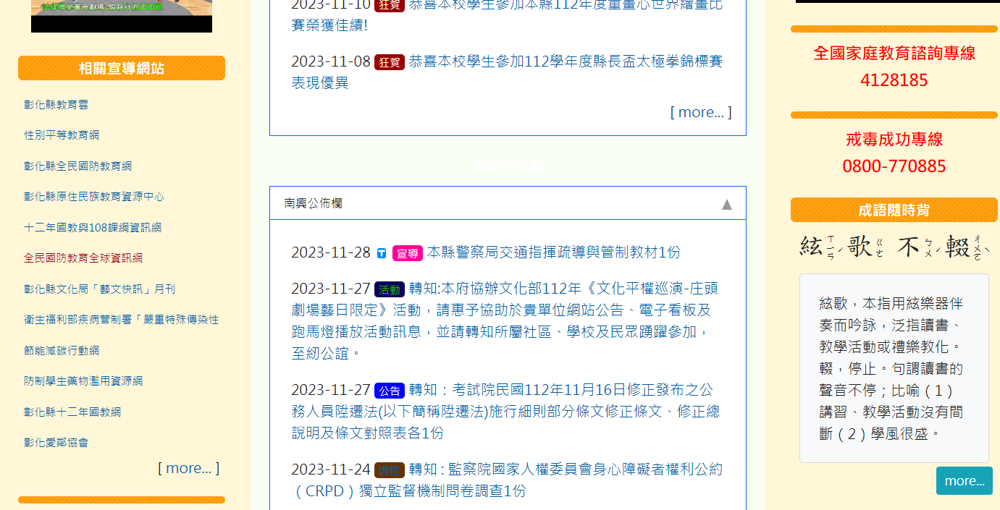 相關宣導網站
彰化縣教育雲
性別平等教育網
彰化縣全民國防教育網
彰化縣原住民族教育資源中心
十二年國教與108課綱資訊網
全民國防教育全球資訊網
彰化縣文化局「藝文快訊」月刊
衛生福利部疾病管制署「嚴重特殊傳染性
節能減碳行動網
防制學生藥物濫用資源網
彰化縣十二年國教網
彰化愛鄰協會
[ more... ]
2023-11-10 狂賀 恭喜本校學生參加本縣112年度童畫心世界繪畫比
賽榮獲佳績!
2023-11-08 狂賀 恭喜本校學生參加112學年度縣長盃太極拳錦標賽
表現優異
[ more... ]
南興公佈欄
2023-11-28 T 宣導 本縣警察局交通指揮疏導與管制教材1份
2023-11-27 活動 轉知:本府協辦文化部112年《文化平權巡演-庄頭
劇場藝日限定》活動，請惠予協助於貴單位網站公告、電子看板及
跑馬燈播放活動訊息，並請轉知所屬社區、學校及民眾踴躍參加，
至紉公誼。
2023-11-27 公告 轉知：考試院民國112年11月16日修正發布之公
務人員陞遷法(以下簡稱陞遷法)施行細則部分條文修正條文、修正總
說明及條文對照表各1份
2023-11-24 調查 轉知 : 監察院國家人權委員會身心障礙者權利公約
（CRPD）獨立監督機制問卷調查1份
全國家庭教育諮詢專線
4128185
戒毒成功專線
0800-770885
成語隨時背
絃ㄒㄧㄢˊ歌ㄍㄜ 不ㄅㄨˊ輟ㄔㄨㄛˋ
絃歌，本指用絃樂器伴
奏而吟詠，泛指讀書、
教學活動或禮樂教化。
輟，停止。句謂讀書的
聲音不停；比喻（1）
講習、教學活動沒有間
斷（2）學風很盛。
more...